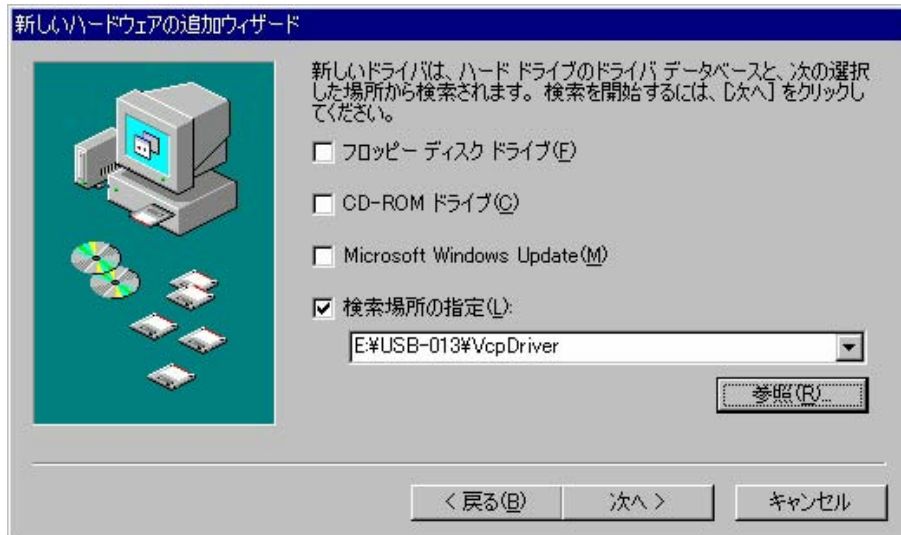 新しいハードウェアの追加ウィザード
新しいドライバは、ハード ドライブのドライバ データベースと、次の選択
した場所から検索されます。検索を開始するには、[次へ] をクリックし
てください。
フロッピー ディスク ドライブ(F)
CD-ROM ドライブ(C)
Microsoft Windows Update(M)
検索場所の指定(L):
E:¥USB-013¥VcpDriver
参照(R)...
< 戻る(B)
次へ >
キャンセル